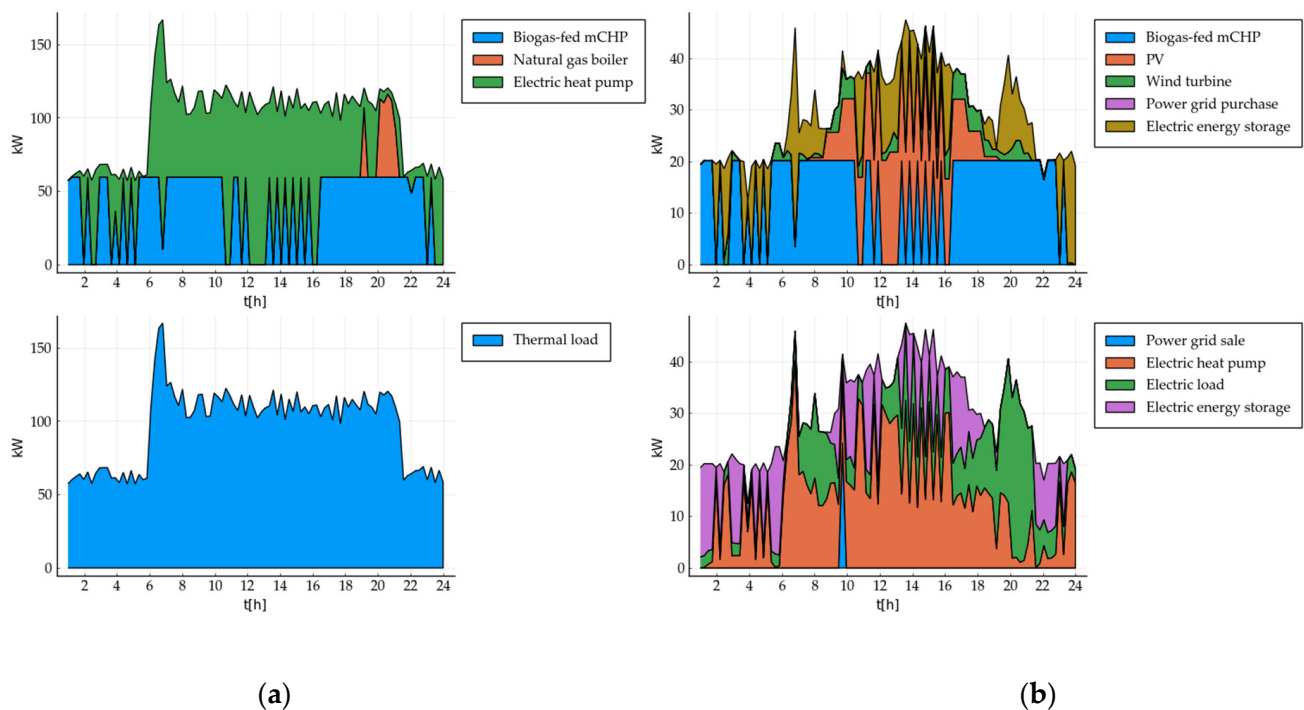 150
100
50
0
kW
2 4 6 8 10 12 14 16 18 20 22 24
t[h]
Biogas-fed mCHP
Natural gas boiler
Electric heat pump
40
30
20
10
0
kW
2 4 6 8 10 12 14 16 18 20 22 24
t[h]
Biogas-fed mCHP
PV
Wind turbine
Power grid purchase
Electric energy storage
150
100
50
0
kW
2 4 6 8 10 12 14 16 18 20 22 24
t[h]
Thermal load
40
30
20
10
0
kW
2 4 6 8 10 12 14 16 18 20 22 24
t[h]
Power grid sale
Electric heat pump
Electric load
Electric energy storage
(a)
(b)